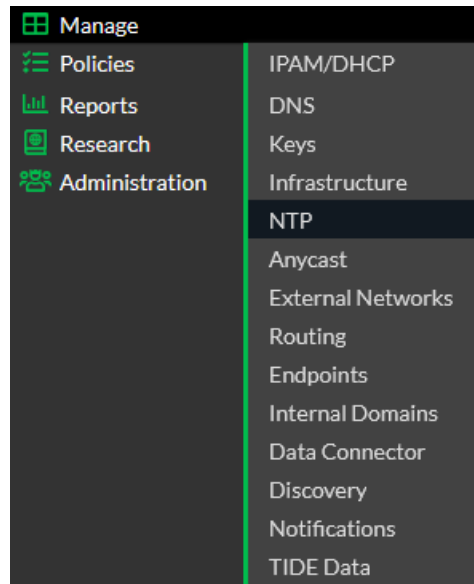 Manage
Policies
Reports
Research
Administration
IPAM/DHCP
DNS
Keys
Infrastructure
NTP
Anycast
External Networks
Routing
Endpoints
Internal Domains
Data Connector
Discovery
Notifications
TIDE Data